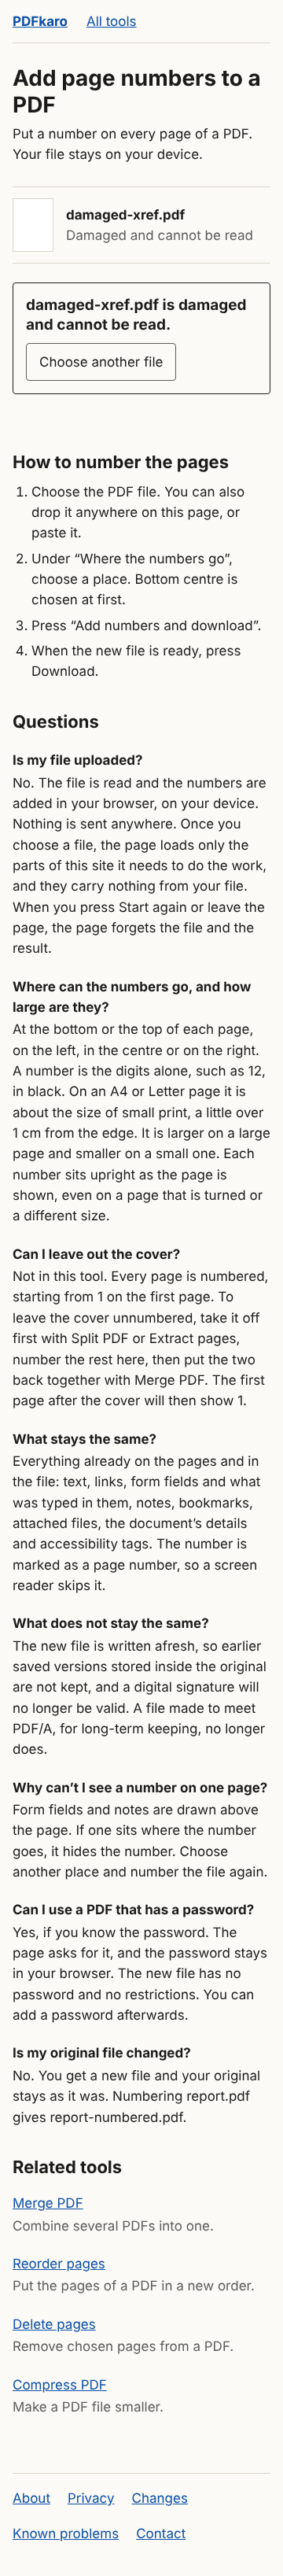 PDFkaro All tools
Add page numbers to a
PDF
Put a number on every page of a PDF.
Your file stays on your device.
damaged-xref.pdf
Damaged and cannot be read
damaged-xref.pdf is damaged
and cannot be read.
Choose another file
How to number the pages
1. Choose the PDF file. You can also
drop it anywhere on this page, or
paste it.
2. Under “Where the numbers go”,
choose a place. Bottom centre is
chosen at first.
3. Press “Add numbers and download”.
4. When the new file is ready, press
Download.
Questions
Is my file uploaded?
No. The file is read and the numbers are
added in your browser, on your device.
Nothing is sent anywhere. Once you
choose a file, the page loads only the
parts of this site it needs to do the work,
and they carry nothing from your file.
When you press Start again or leave the
page, the page forgets the file and the
result.
Where can the numbers go, and how
large are they?
At the bottom or the top of each page,
on the left, in the centre or on the right.
A number is the digits alone, such as 12,
in black. On an A4 or Letter page it is
about the size of small print, a little over
1 cm from the edge. It is larger on a large
page and smaller on a small one. Each
number sits upright as the page is
shown, even on a page that is turned or
a different size.
Can I leave out the cover?
Not in this tool. Every page is numbered,
starting from 1 on the first page. To
leave the cover unnumbered, take it off
first with Split PDF or Extract pages,
number the rest here, then put the two
back together with Merge PDF. The first
page after the cover will then show 1.
What stays the same?
Everything already on the pages and in
the file: text, links, form fields and what
was typed in them, notes, bookmarks,
attached files, the document’s details
and accessibility tags. The number is
marked as a page number, so a screen
reader skips it.
What does not stay the same?
The new file is written afresh, so earlier
saved versions stored inside the original
are not kept, and a digital signature will
no longer be valid. A file made to meet
PDF/A, for long-term keeping, no longer
does.
Why can’t I see a number on one page?
Form fields and notes are drawn above
the page. If one sits where the number
goes, it hides the number. Choose
another place and number the file again.
Can I use a PDF that has a password?
Yes, if you know the password. The
page asks for it, and the password stays
in your browser. The new file has no
password and no restrictions. You can
add a password afterwards.
Is my original file changed?
No. You get a new file and your original
stays as it was. Numbering report.pdf
gives report-numbered.pdf.
Related tools
Merge PDF
Combine several PDFs into one.
Reorder pages
Put the pages of a PDF in a new order.
Delete pages
Remove chosen pages from a PDF.
Compress PDF
Make a PDF file smaller.
About Privacy Changes
Known problems Contact